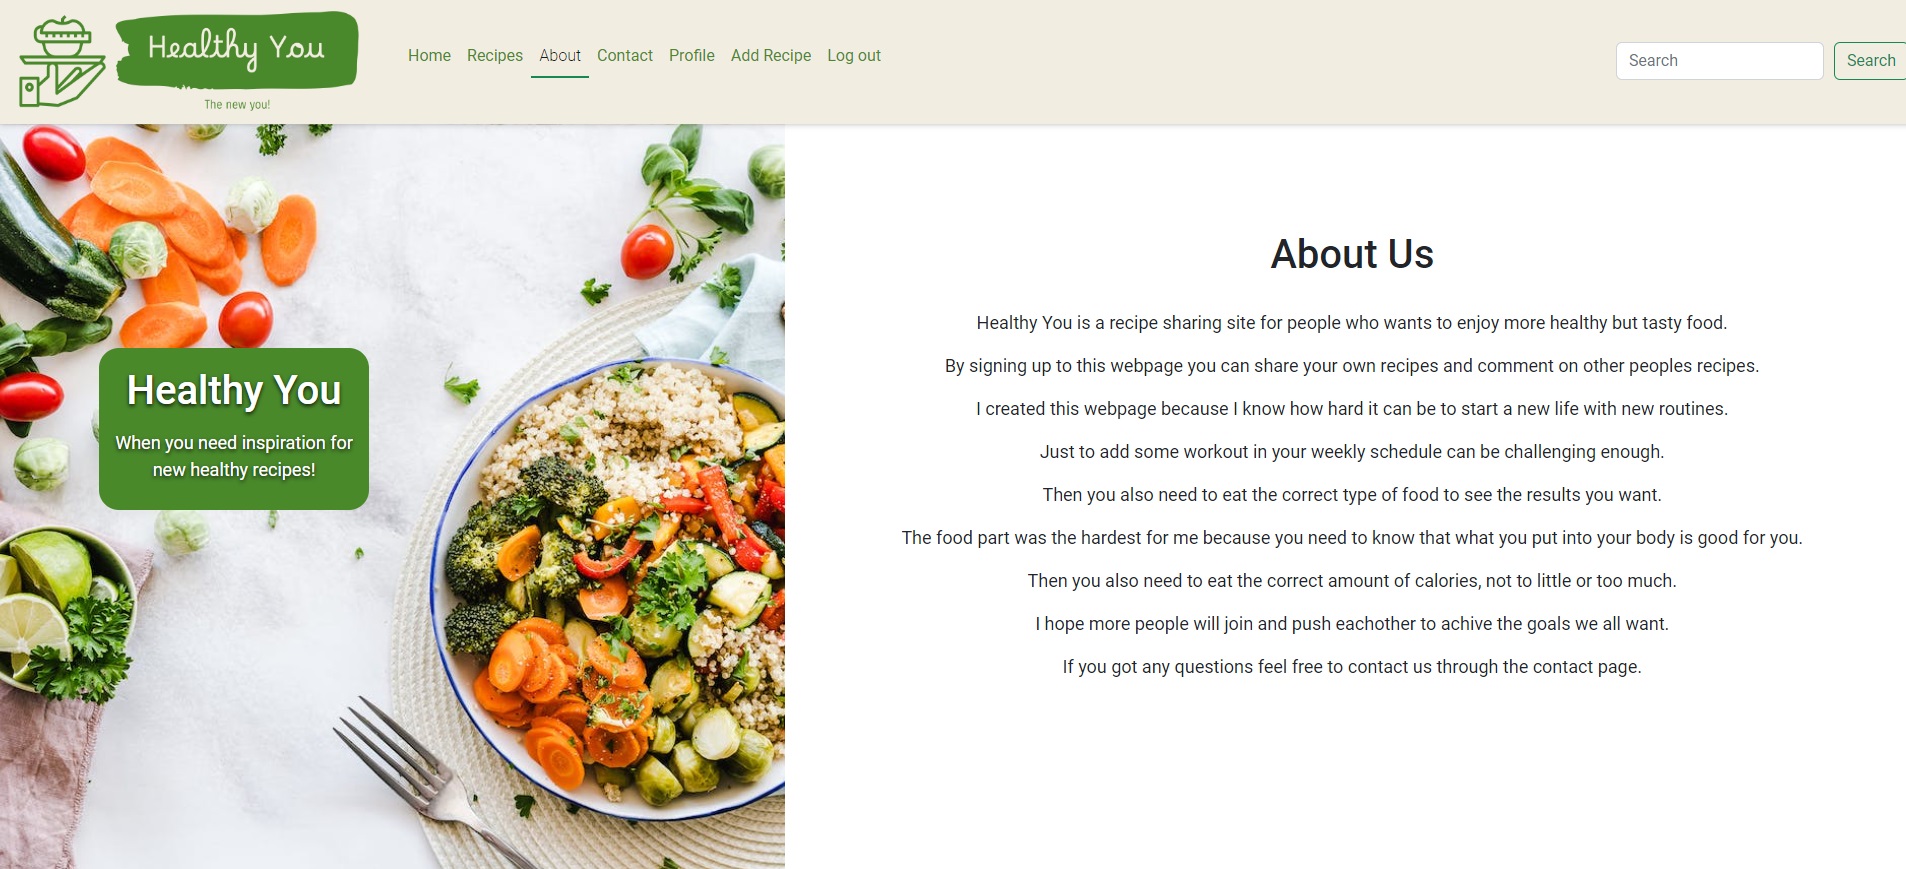 Healthy You
The new you!
Home Recipes About Contact Profile Add Recipe Log out
Search Search
Healthy You
When you need inspiration for
new healthy recipes!
About Us
Healthy You is a recipe sharing site for people who wants to enjoy more healthy but tasty food.
By signing up to this webpage you can share your own recipes and comment on other peoples recipes.
I created this webpage because I know how hard it can be to start a new life with new routines.
Just to add some workout in your weekly schedule can be challenging enough.
Then you also need to eat the correct type of food to see the results you want.
The food part was the hardest for me because you need to know that what you put into your body is good for you.
Then you also need to eat the correct amount of calories, not to little or too much.
I hope more people will join and push eachother to achive the goals we all want.
If you got any questions feel free to contact us through the contact page.